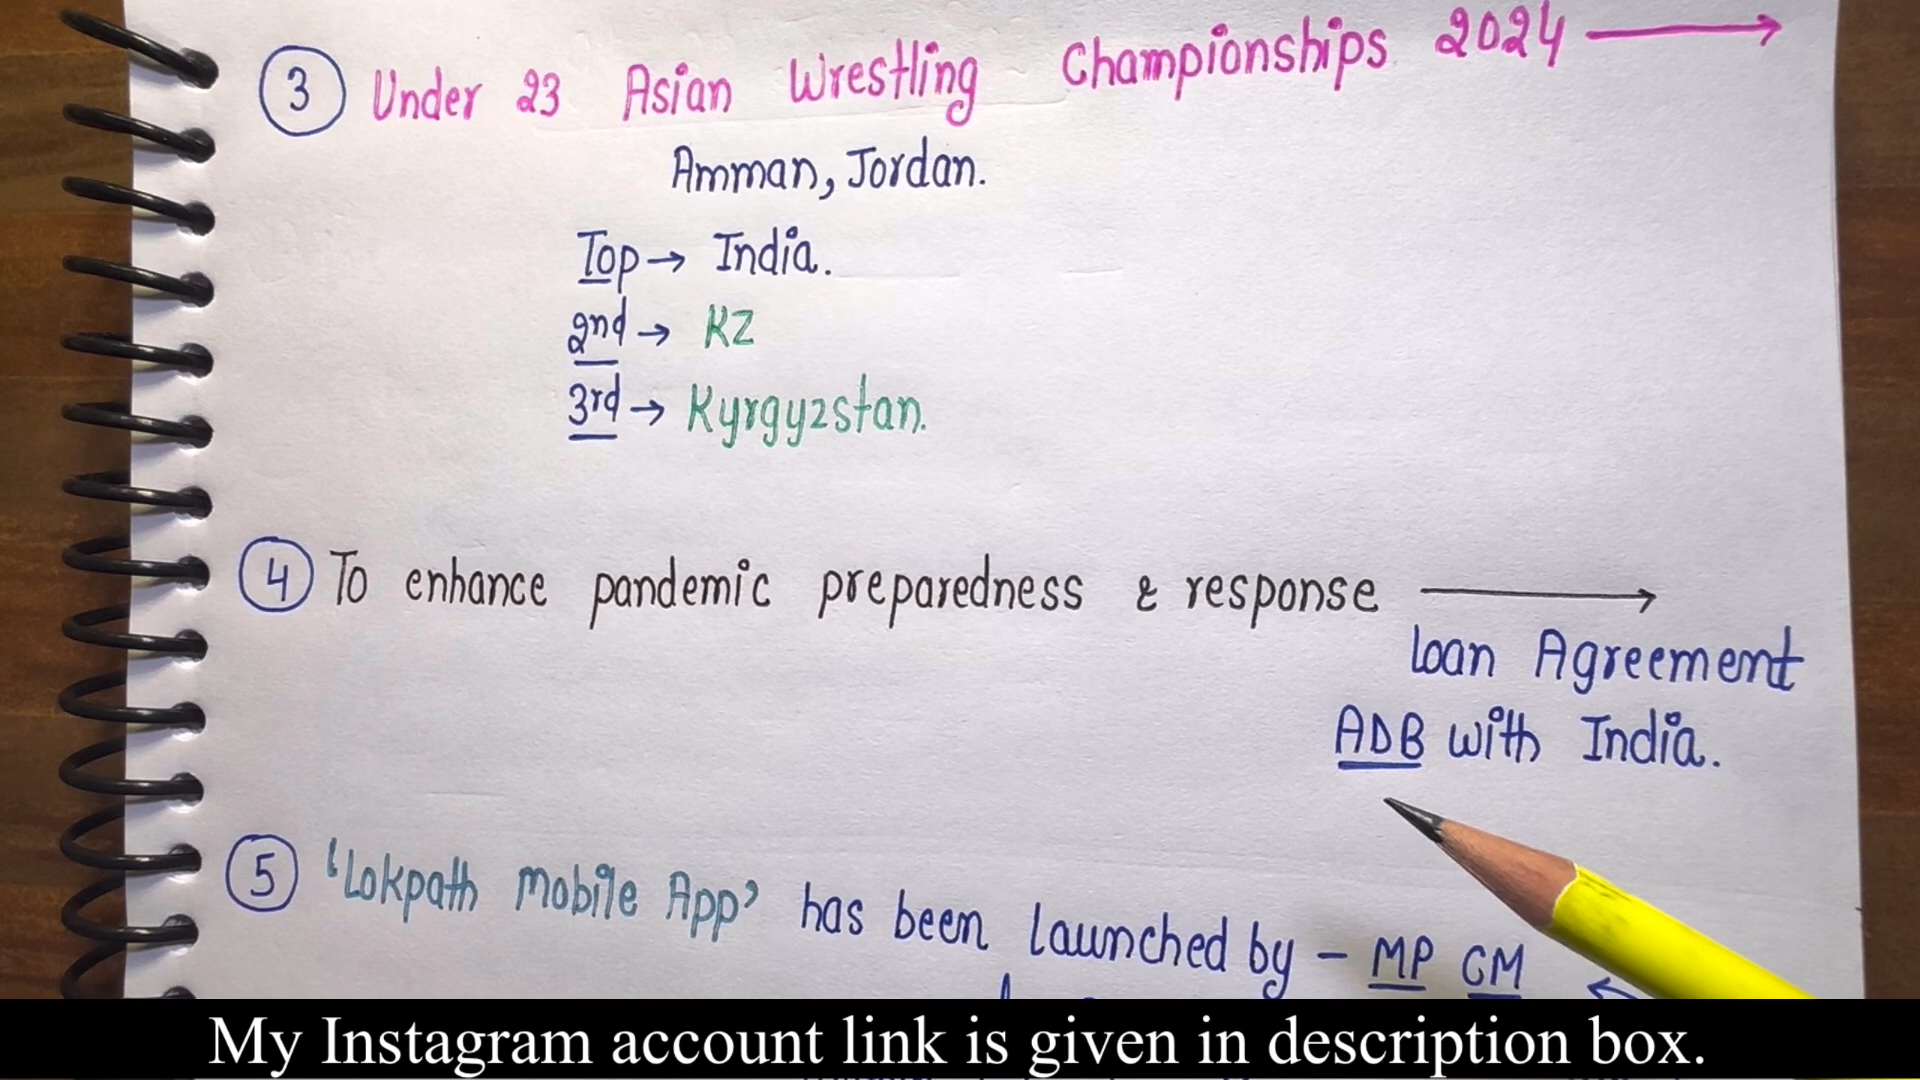 3 Under 23 Asian Wrestling Championships 2024 →
Amman, Jordan.
Top → India.
2nd → KZ
3rd → Kyrgyzstan.
4 To enhance pandemic preparedness & response →
Loan Agreement
ADB with India.
5 'Lokpath Mobile App' has been launched by - MP CM
My Instagram account link is given in description box.